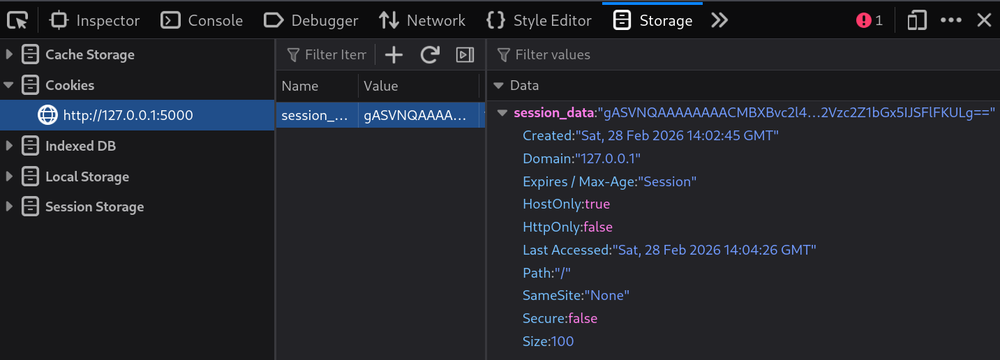 Inspector Console Debugger Network Style Editor Storage 1
Cache Storage
Cookies
http://127.0.0.1:5000
Indexed DB
Local Storage
Session Storage
Filter Item
Name Value
session_... gASVNQAAAA...
Filter values
Data
session_data:"gASVNQAAAAAAAACMBXBvc2l4…2Vzc2Z1bGx5IJSFlFKULg=="
Created:"Sat, 28 Feb 2026 14:02:45 GMT"
Domain:"127.0.0.1"
Expires / Max-Age:"Session"
HostOnly:true
HttpOnly:false
Last Accessed:"Sat, 28 Feb 2026 14:04:26 GMT"
Path:"/"
SameSite:"None"
Secure:false
Size:100